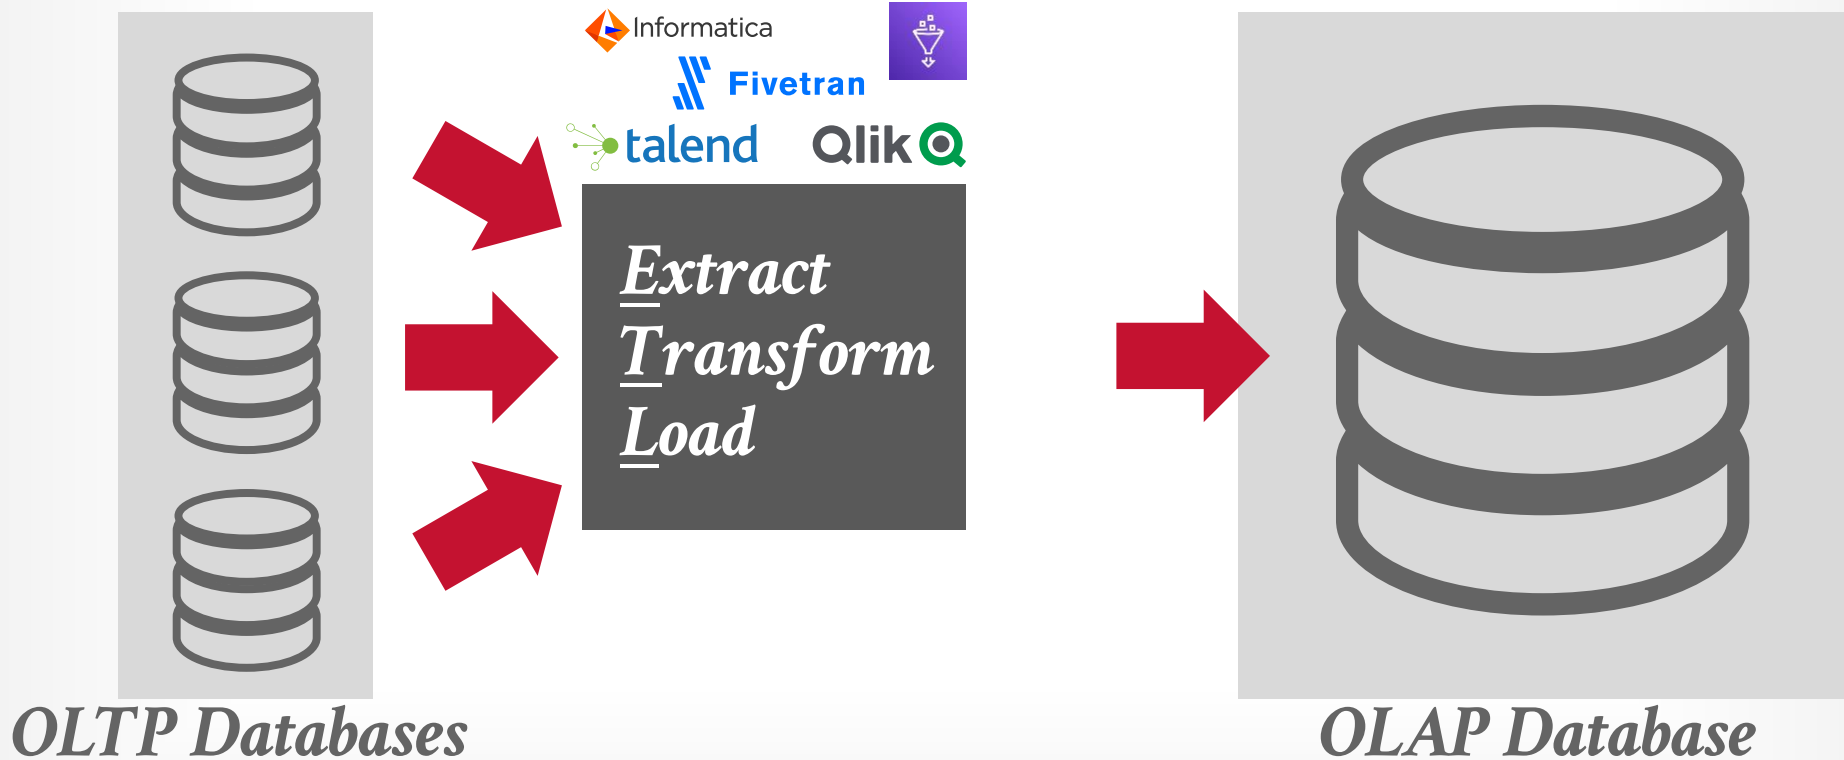 Informatica
Fivetran
talend
Qlik
Extract
Transform
Load
OLTP Databases
OLAP Database